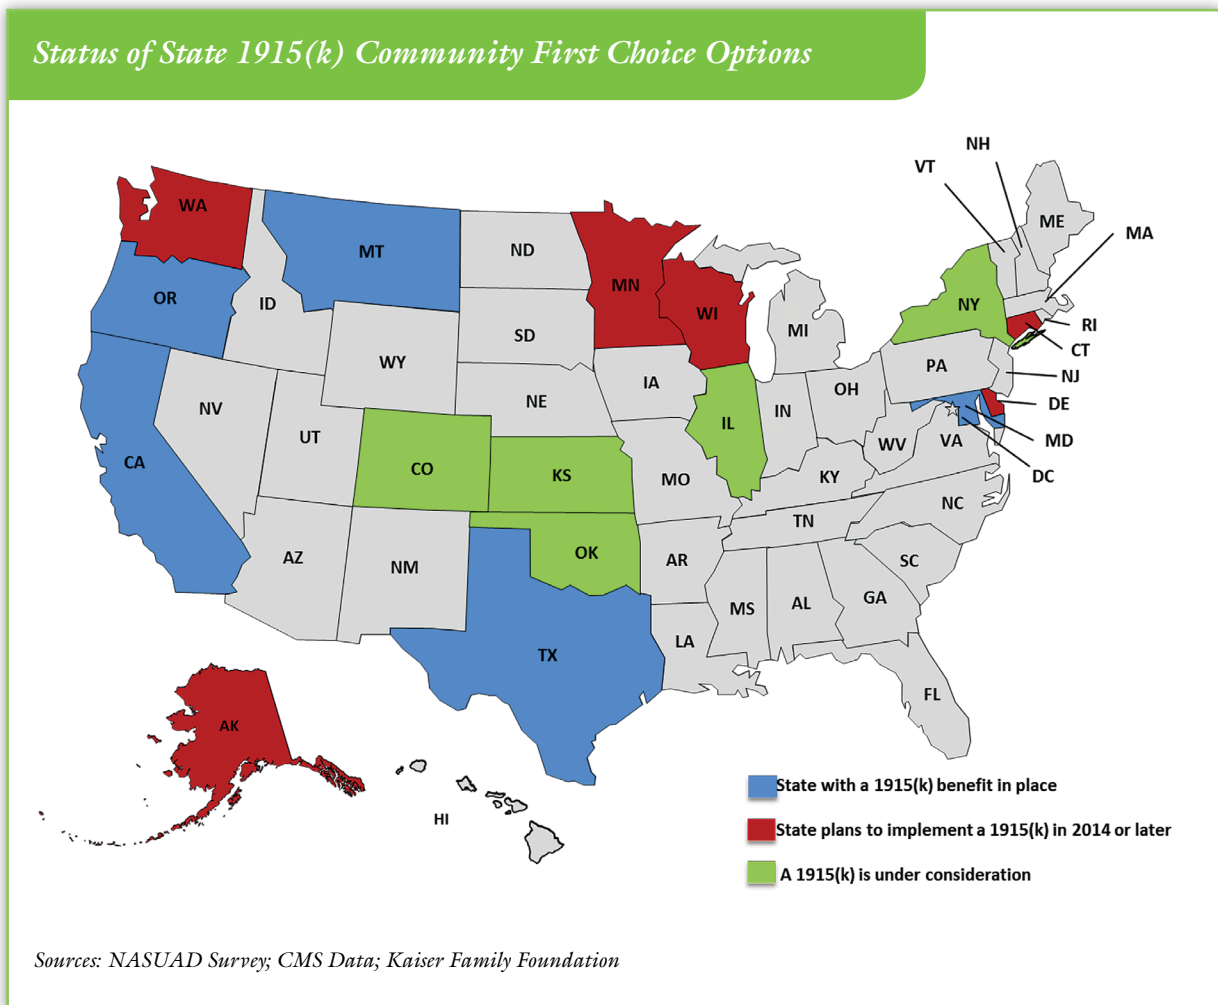 Status of State 1915(k) Community First Choice Options
NH
VT
WA
ME
MA
MT
ND
OR
MN
ID
NY
WI
RI
SD
MI
CT
WY
PA
NJ
IA
OH
NE
DE
NV
IN
IL
UT
MD
VA
WV
CA
CO
KS
DC
MO
KY
NC
TN
OK
AZ
AR
SC
NM
GA
AL
MS
LA
TX
FL
AK
State with a 1915(k) benefit in place
HI
State plans to implement a 1915(k) in 2014 or later
A 1915(k) is under consideration
Sources: NASUAD Survey; CMS Data; Kaiser Family Foundation